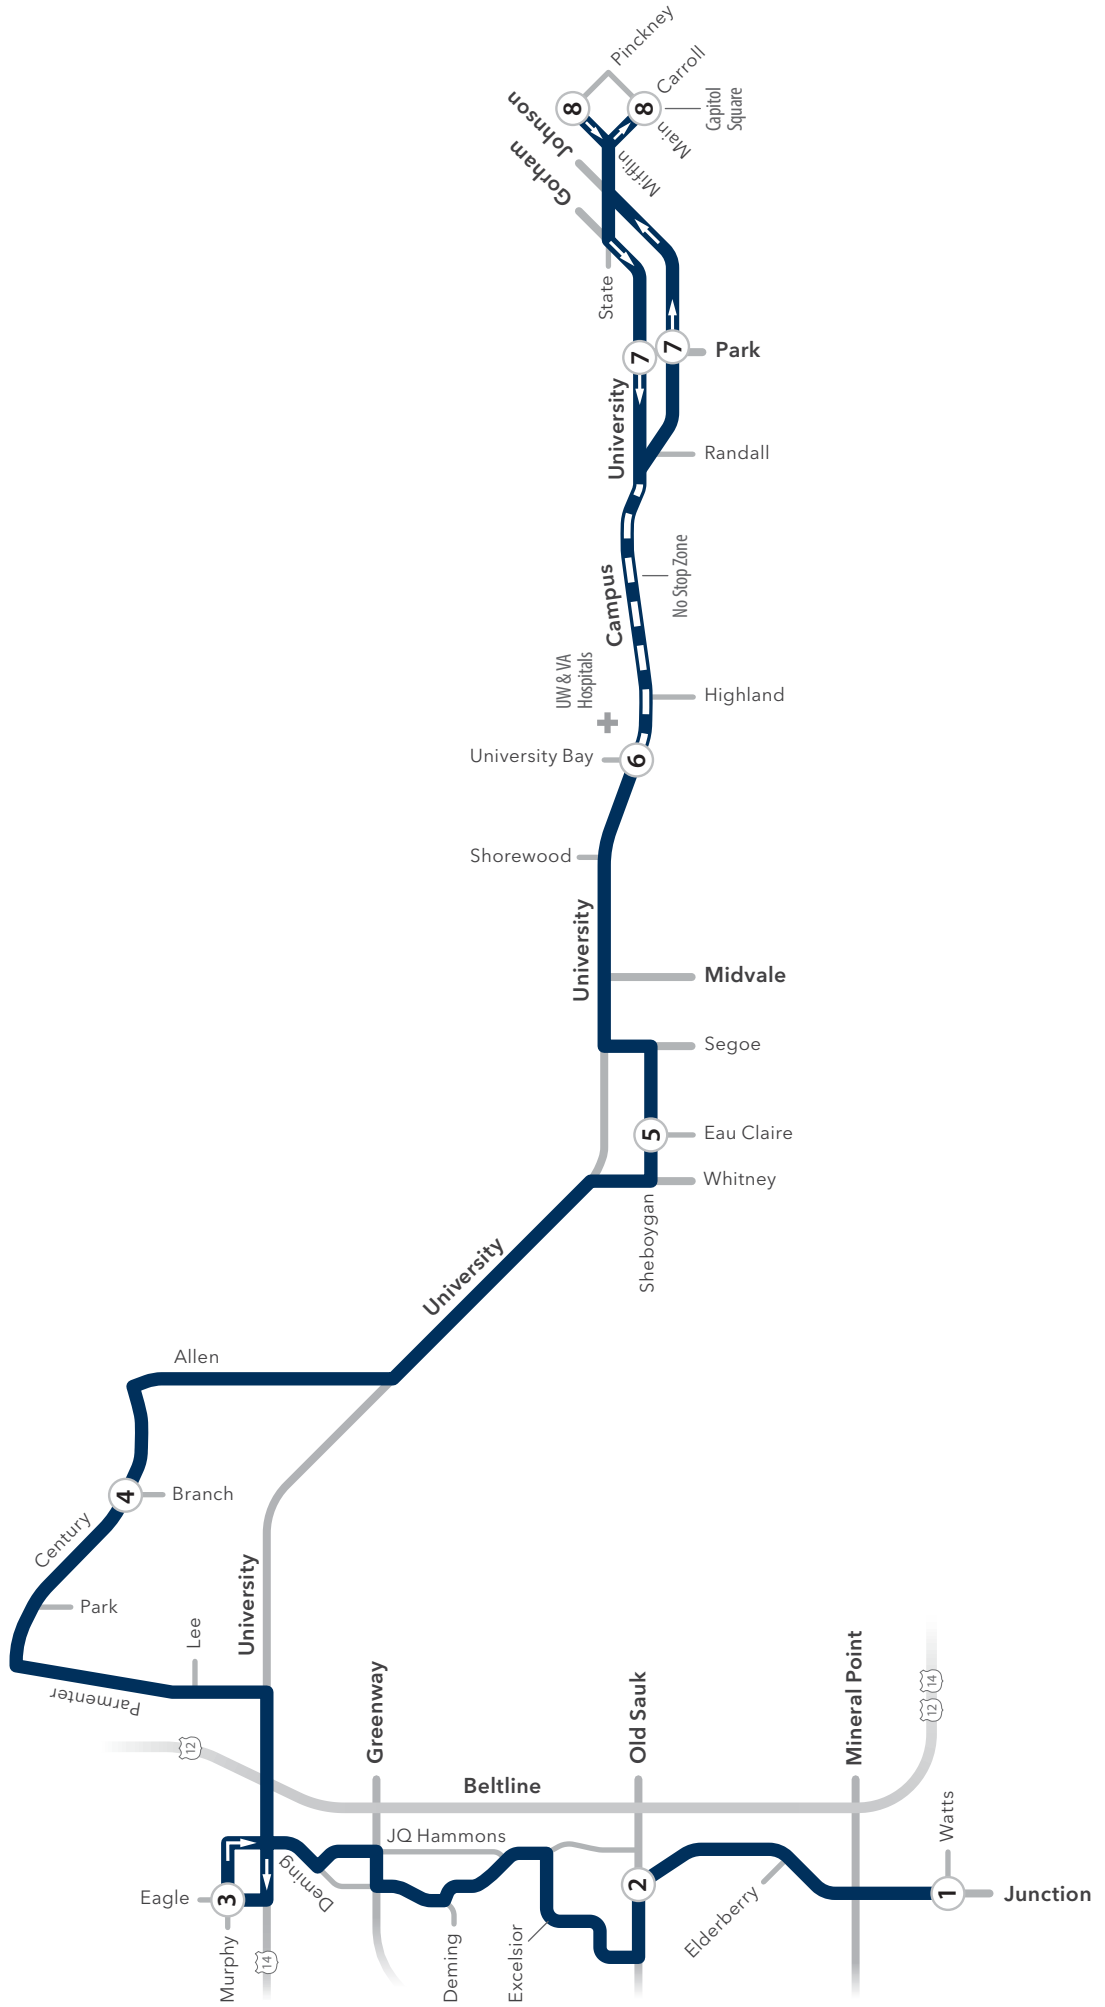 Pinckney
Carroll
8
8
Capitol
Square
Main
Mifflin
Johnson
Gorham
State
7
7
Park
University
Randall
No Stop Zone
Campus
UW & VA
Hospitals
Highland
University Bay
6
Shorewood
University
Midvale
Segoe
5
Eau Claire
Whitney
Sheboygan
University
Allen
4
Branch
Century
Park
University
Lee
Parmenter
12
Greenway
Old Sauk
Mineral Point
14
12
Beltline
JQ Hammons
Watts
Deming
Eagle
3
2
1
Junction
Elderberry
Murphy
14
Deming
Excelsior